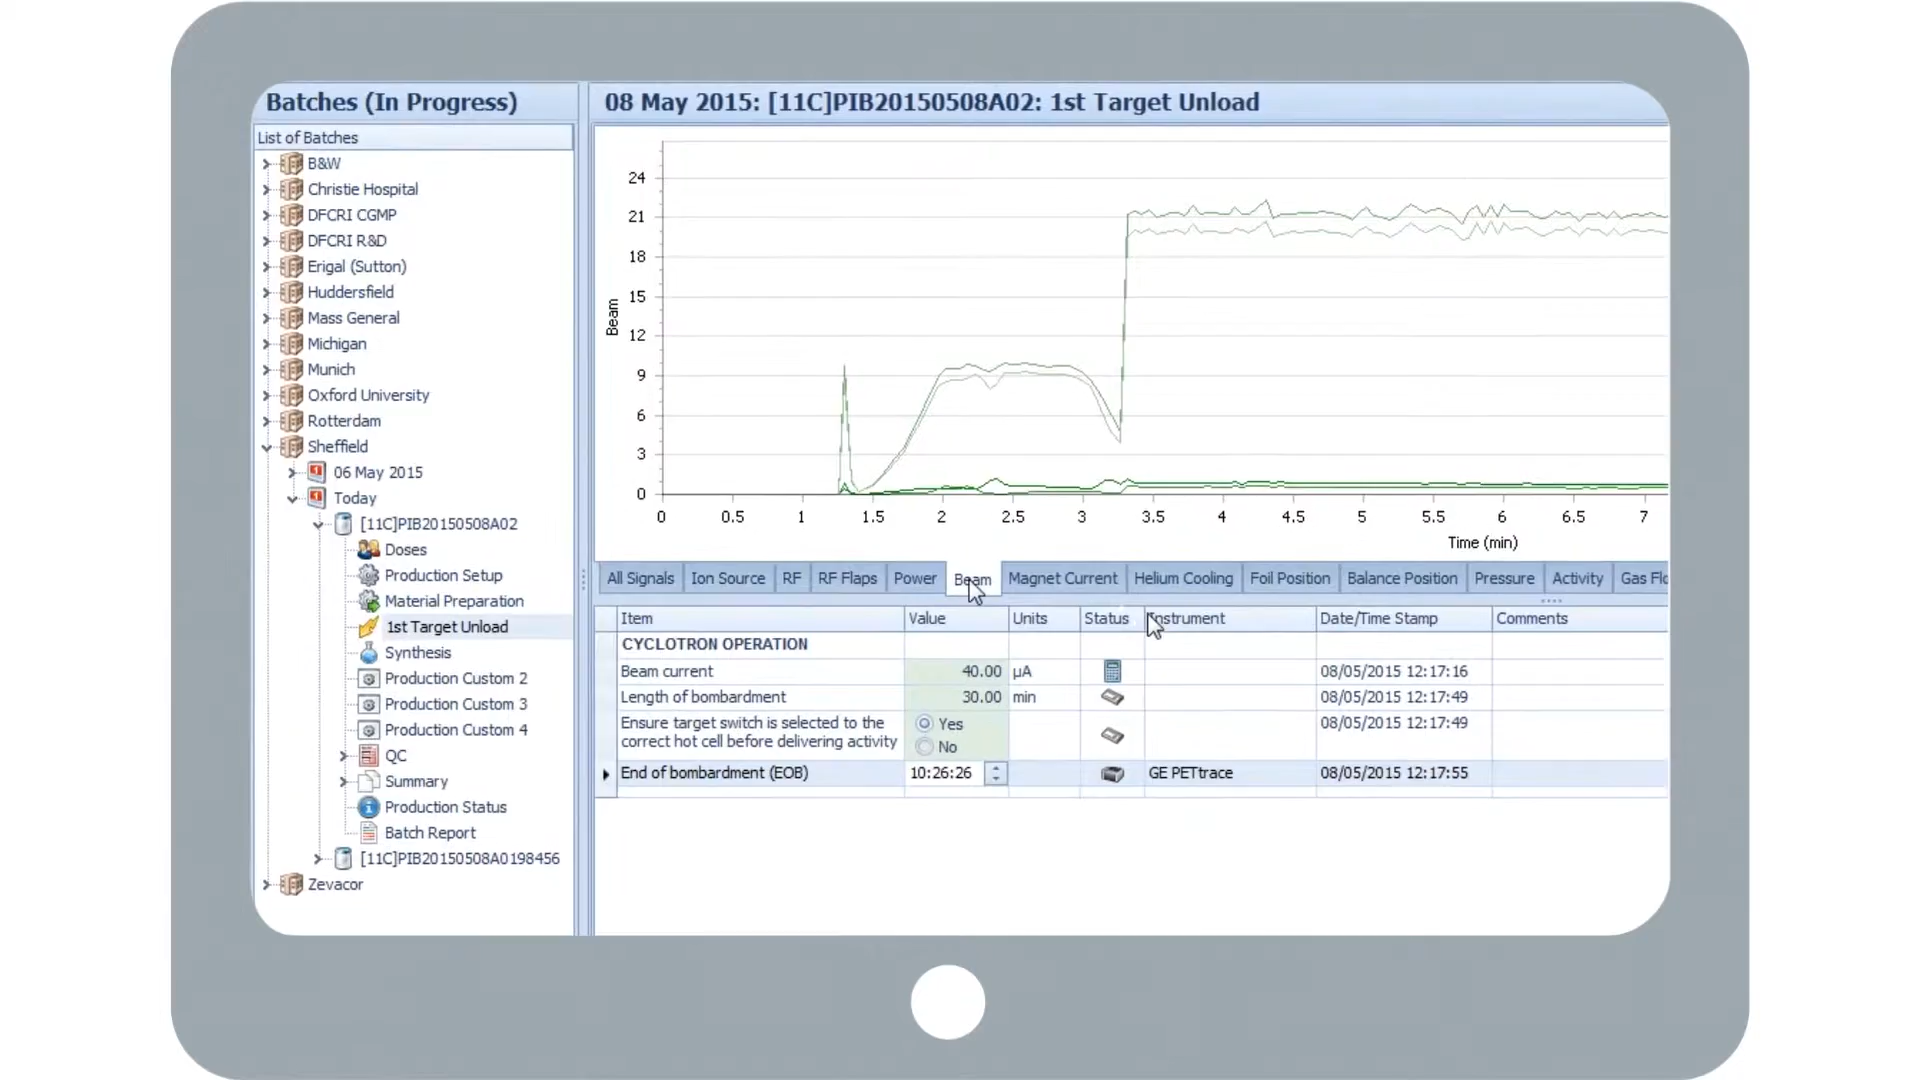 Batches (In Progress)
List of Batches
B&W
Christie Hospital
DFCRI CGMP
DFCRI R&D
Erigal (Sutton)
Huddersfield
Mass General
Michigan
Munich
Oxford University
Rotterdam
Sheffield
06 May 2015
Today
[11C]PIB20150508A02
Doses
Production Setup
Material Preparation
1st Target Unload
Synthesis
Production Custom 2
Production Custom 3
Production Custom 4
QC
Summary
Production Status
Batch Report
[11C]PIB20150508A0198456
Zevacor
08 May 2015: [11C]PIB20150508A02: 1st Target Unload
Beam
24
21
18
15
12
9
6
3
0
0 0.5 1 1.5 2 2.5 3 3.5 4 4.5 5 5.5 6 6.5 7
Time (min)
All Signals Ion Source RF RF Flaps Power Beam Magnet Current Helium Cooling Foil Position Balance Position Pressure Activity Gas
Item Value Units Status Instrument Date/Time Stamp Comments
CYCLOTRON OPERATION
Beam current 40.00 µA 08/05/2015 12:17:16
Length of bombardment 30.00 min 08/05/2015 12:17:49
Ensure target switch is selected to the Yes 08/05/2015 12:17:49
correct hot cell before delivering activity No
End of bombardment (EOB) 10:26:26 GE PETtrace 08/05/2015 12:17:55